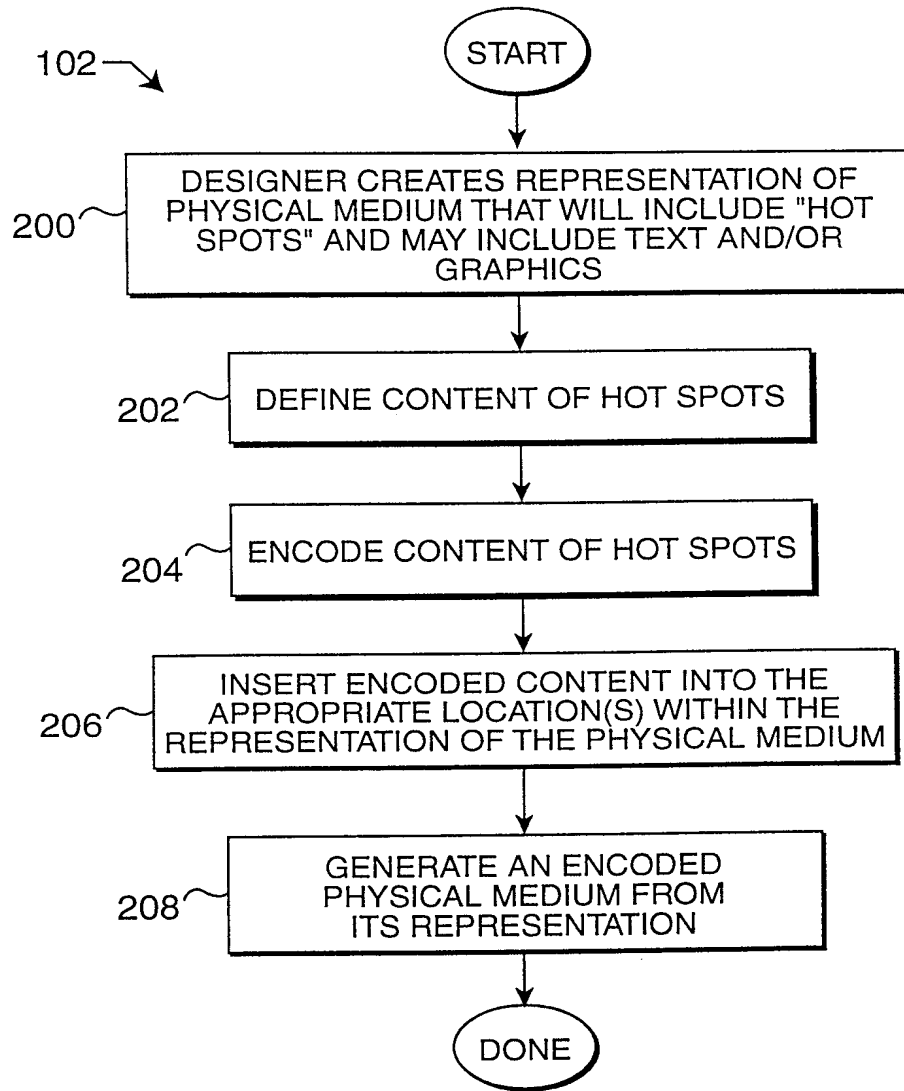 102
START
200
DESIGNER CREATES REPRESENTATION OF
PHYSICAL MEDIUM THAT WILL INCLUDE "HOT
SPOTS" AND MAY INCLUDE TEXT AND/OR
GRAPHICS
202
DEFINE CONTENT OF HOT SPOTS
204
ENCODE CONTENT OF HOT SPOTS
206
INSERT ENCODED CONTENT INTO THE
APPROPRIATE LOCATION(S) WITHIN THE
REPRESENTATION OF THE PHYSICAL MEDIUM
208
GENERATE AN ENCODED
PHYSICAL MEDIUM FROM
ITS REPRESENTATION
DONE